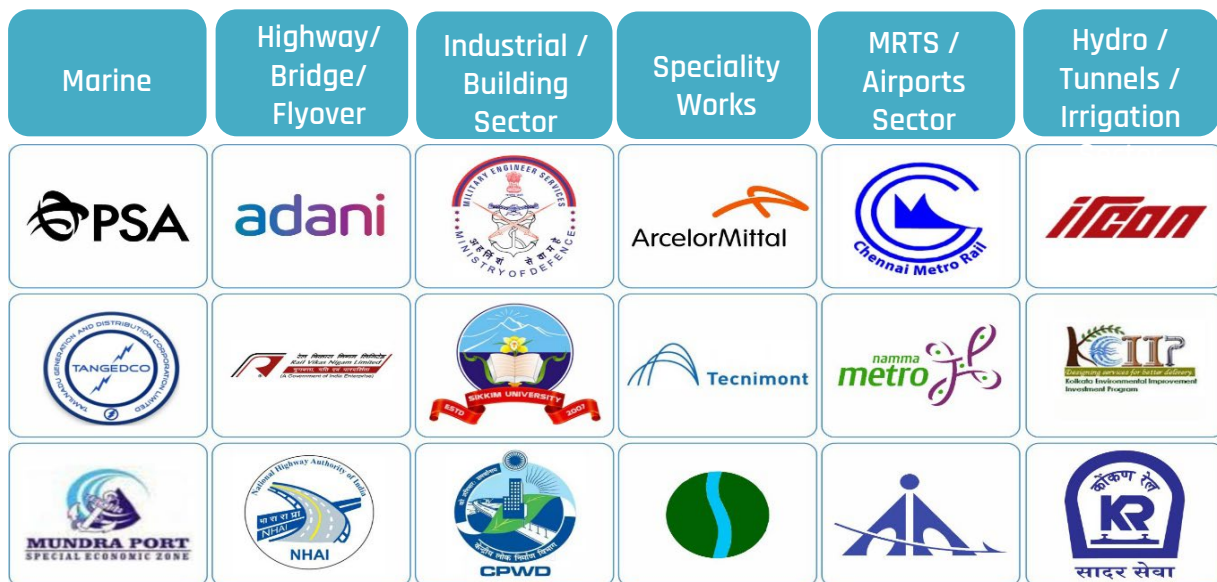 Marine
Highway/
Bridge/
Flyover
Industrial /
Building
Sector
Speciality
Works
MRTS /
Airports
Sector
Hydro /
Tunnels /
Irrigation
PSA
adani
MILITARY ENGINEER SERVICES
MINISTRY OF DEFENCE
ArcelorMittal
Chennai Metro Rail
ircon
TAMILNADU GENERATION AND DISTRIBUTION CORPORATION LIMITED
TANGEDCO
रेल विकास निगम लिमिटेड
Rail Vikas Nigam Limited
(A Government of India Enterprise)
SIKKIM UNIVERSITY
ESTD 2007
Tecnimont
namma
metro
KEIIP
Designing services for better delivery
Kolkata Environmental Improvement
Investment Program
MUNDRA PORT
SPECIAL ECONOMIC ZONE
National Highway Authority of India
भा रा रा प्रा
NHAI
NHAI
केन्द्रीय लोक निर्माण विभाग
CPWD
कोंकण रेल
KR
सादर सेवा